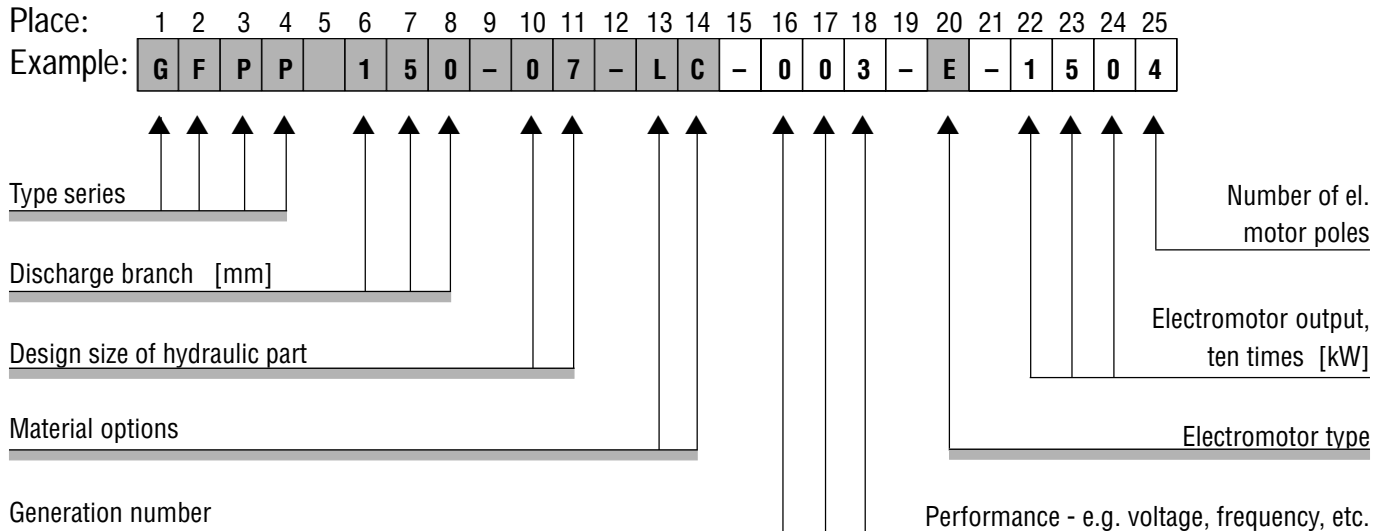 Place: 1 2 3 4 5 6 7 8 9 10 11 12 13 14 15 16 17 18 19 20 21 22 23 24 25
Example: G F P P 1 5 0 – 0 7 – L C – 0 0 3 – E – 1 5 0 4
Type series
Number of el.
motor poles
Discharge branch [mm]
Electromotor output,
ten times [kW]
Design size of hydraulic part
Material options
Electromotor type
Generation number
Performance - e.g. voltage, frequency, etc.